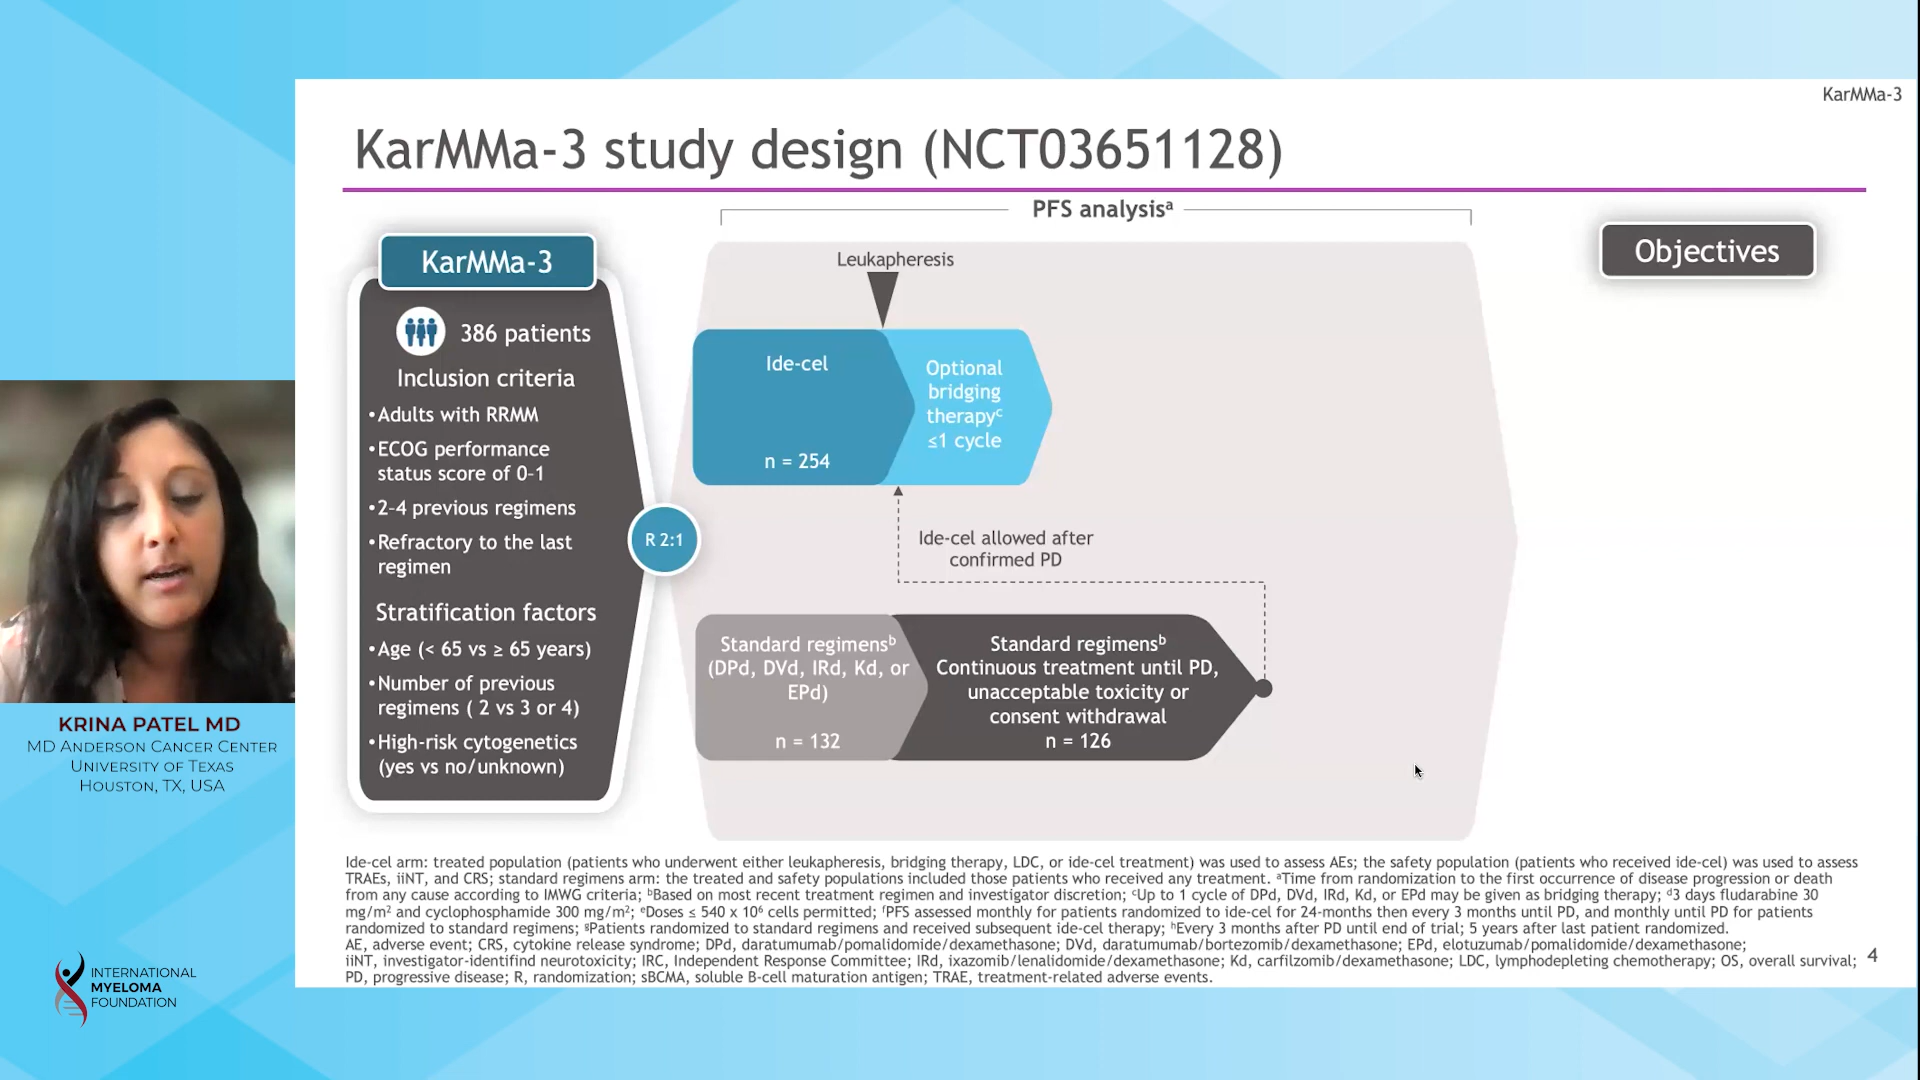 KarMMa-3
KarMMa-3 study design (NCT03651128)
PFS analysisᵃ
KarMMa-3
386 patients
Inclusion criteria
•Adults with RRMM
•ECOG performance
status score of 0–1
•2–4 previous regimens
•Refractory to the last
regimen
Stratification factors
•Age (< 65 vs ≥ 65 years)
•Number of previous
regimens ( 2 vs 3 or 4)
•High-risk cytogenetics
(yes vs no/unknown)
R 2:1
Leukapheresis
Ide-cel
n = 254
Optional
bridging
therapyᶜ
≤1 cycle
Ide-cel allowed after
confirmed PD
Standard regimensᵇ
(DPd, DVd, IRd, Kd, or
EPd)
n = 132
Standard regimensᵇ
Continuous treatment until PD,
unacceptable toxicity or
consent withdrawal
n = 126
Objectives
Ide-cel arm: treated population (patients who underwent either leukapheresis, bridging therapy, LDC, or ide-cel treatment) was used to assess AEs; the safety population (patients who received ide-cel) was used to assess
TRAEs, iiNT, and CRS; standard regimens arm: the treated and safety populations included those patients who received any treatment. ᵃTime from randomization to the first occurrence of disease progression or death
from any cause according to IMWG criteria; ᵇBased on most recent treatment regimen and investigator discretion; ᶜUp to 1 cycle of DPd, DVd, IRd, Kd, or EPd may be given as bridging therapy; ᵈ3 days fludarabine 30
mg/m² and cyclophosphamide 300 mg/m²; ᵉDoses ≤ 540 x 10⁶ cells permitted; ᶠPFS assessed monthly for patients randomized to ide-cel for 24-months then every 3 months until PD, and monthly until PD for patients
randomized to standard regimens; ᵍPatients randomized to standard regimens and received subsequent ide-cel therapy; ʰEvery 3 months after PD until end of trial; 5 years after last patient randomized.
AE, adverse event; CRS, cytokine release syndrome; DPd, daratumumab/pomalidomide/dexamethasone; DVd, daratumumab/bortezomib/dexamethasone; EPd, elotuzumab/pomalidomide/dexamethasone;
iiNT, investigator-identifind neurotoxicity; IRC, Independent Response Committee; IRd, ixazomib/lenalidomide/dexamethasone; Kd, carfilzomib/dexamethasone; LDC, lymphodepleting chemotherapy; OS, overall survival;
PD, progressive disease; R, randomization; sBCMA, soluble B-cell maturation antigen; TRAE, treatment-related adverse events.
4
KRINA PATEL MD
MD ANDERSON CANCER CENTER
UNIVERSITY OF TEXAS
HOUSTON, TX, USA
INTERNATIONAL
MYELOMA
FOUNDATION